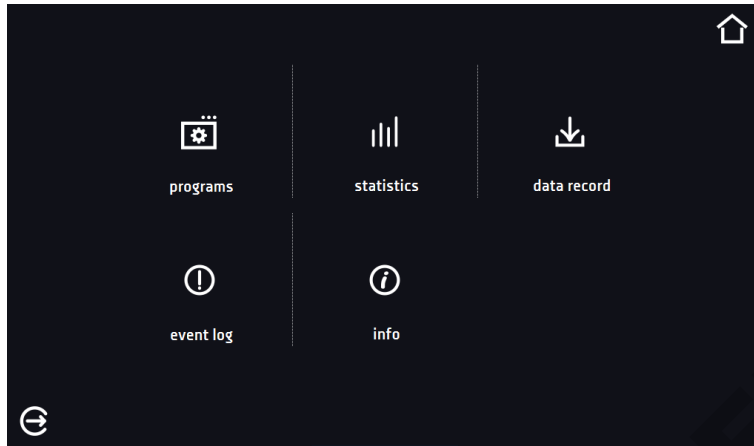 programs
statistics
data record
event log
info